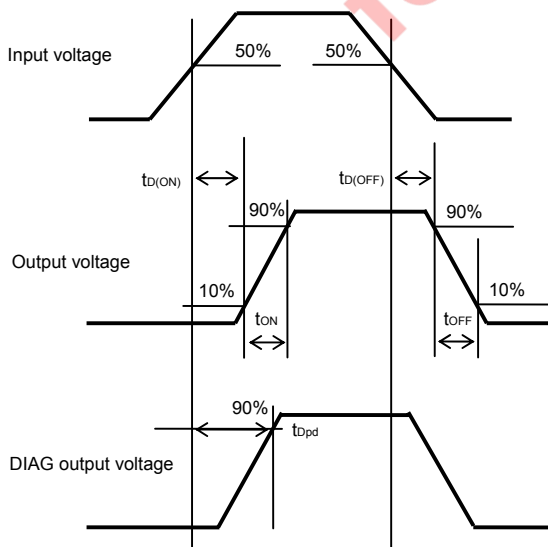 Input voltage
50%
50%
tD(ON)
tD(OFF)
90%
90%
Output voltage
10%
10%
tON
tOFF
90%
tDpd
DIAG output voltage